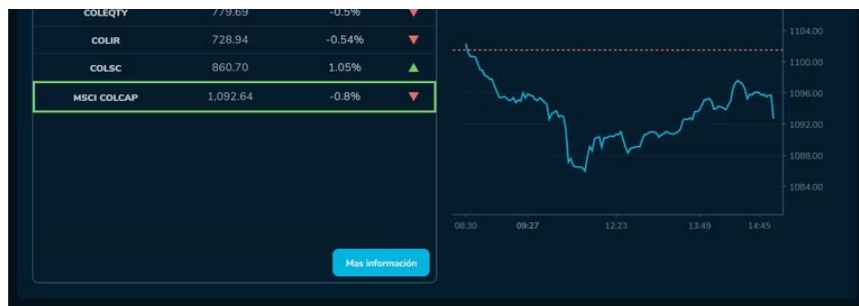 COLEQTY 779.69 -0.5%
COLIR 728.94 -0.54%
COLSC 860.70 1.05%
MSCI COLCAP 1,092.64 -0.8%
Mas información
1104.00
1100.00
1096.00
1092.00
1088.00
1084.00
08:30 09:27 12:23 13:49 14:45